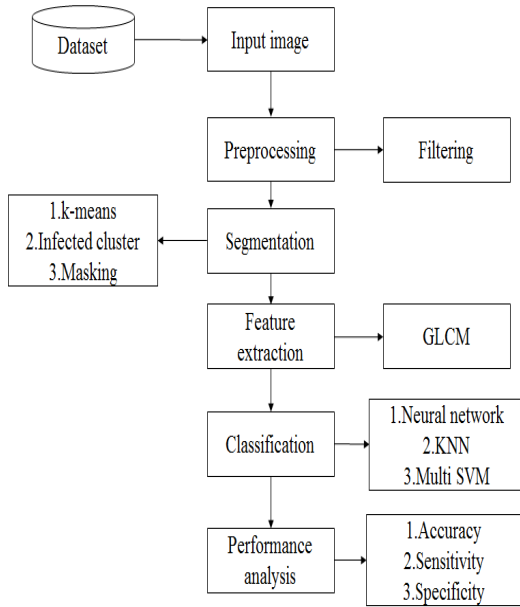 Dataset
Input image
Preprocessing
Filtering
1.k-means
2.Infected cluster
3.Masking
Segmentation
Feature
extraction
GLCM
Classification
1.Neural network
2.KNN
3.Multi SVM
Performance
analysis
1.Accuracy
2.Sensitivity
3.Specificity